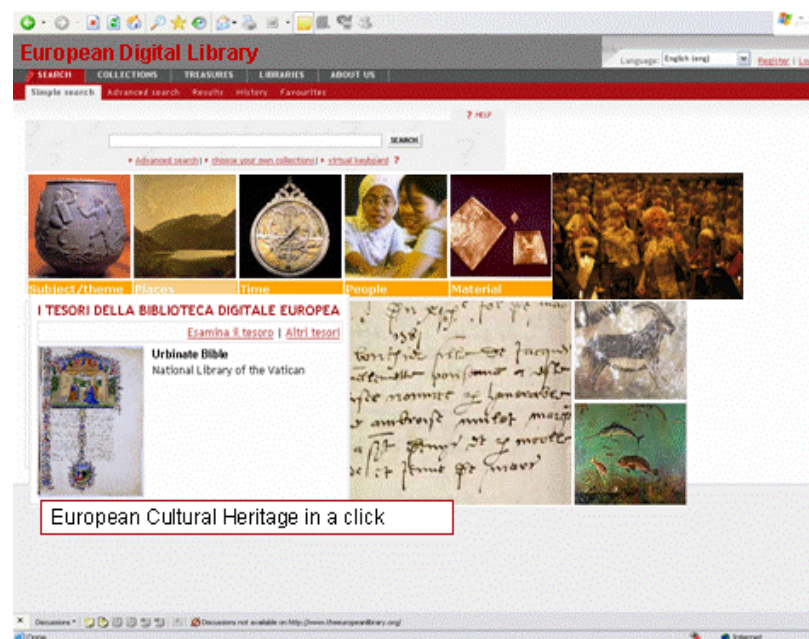 European Digital Library
Language: English (eng)
Register |
SEARCH COLLECTIONS TREASURES LIBRARIES ABOUT US
Simple search Advanced search Results History Favourites
? HELP
SEARCH
Advanced search | choose your own collections | virtual keyboard ?
Subject/theme Places Time People Material
I TESORI DELLA BIBLIOTECA DIGITALE EUROPEA
Esamina il tesoro | Altri tesori
Urbinate Bible
National Library of the Vatican
European Cultural Heritage in a click
Discussions Discussions not available on http://www.theeuropeanlibrary.org/
Done Internet